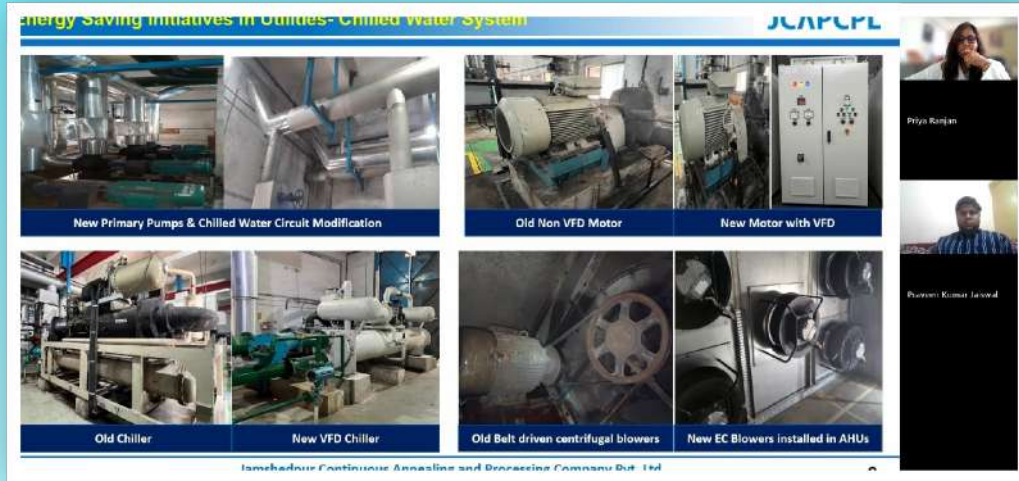 Energy Saving Initiatives in Utilities- Chilled Water System
JCAPCPL
New Primary Pumps & Chilled Water Circuit Modification
Old Non VFD Motor
New Motor with VFD
Priya Ranjan
Praveen Kumar Jaiswal
Old Chiller
New VFD Chiller
Old Belt driven centrifugal blowers
New EC Blowers installed in AHUs
Jamshedpur Continuous Annealing and Processing Company Pvt. Ltd